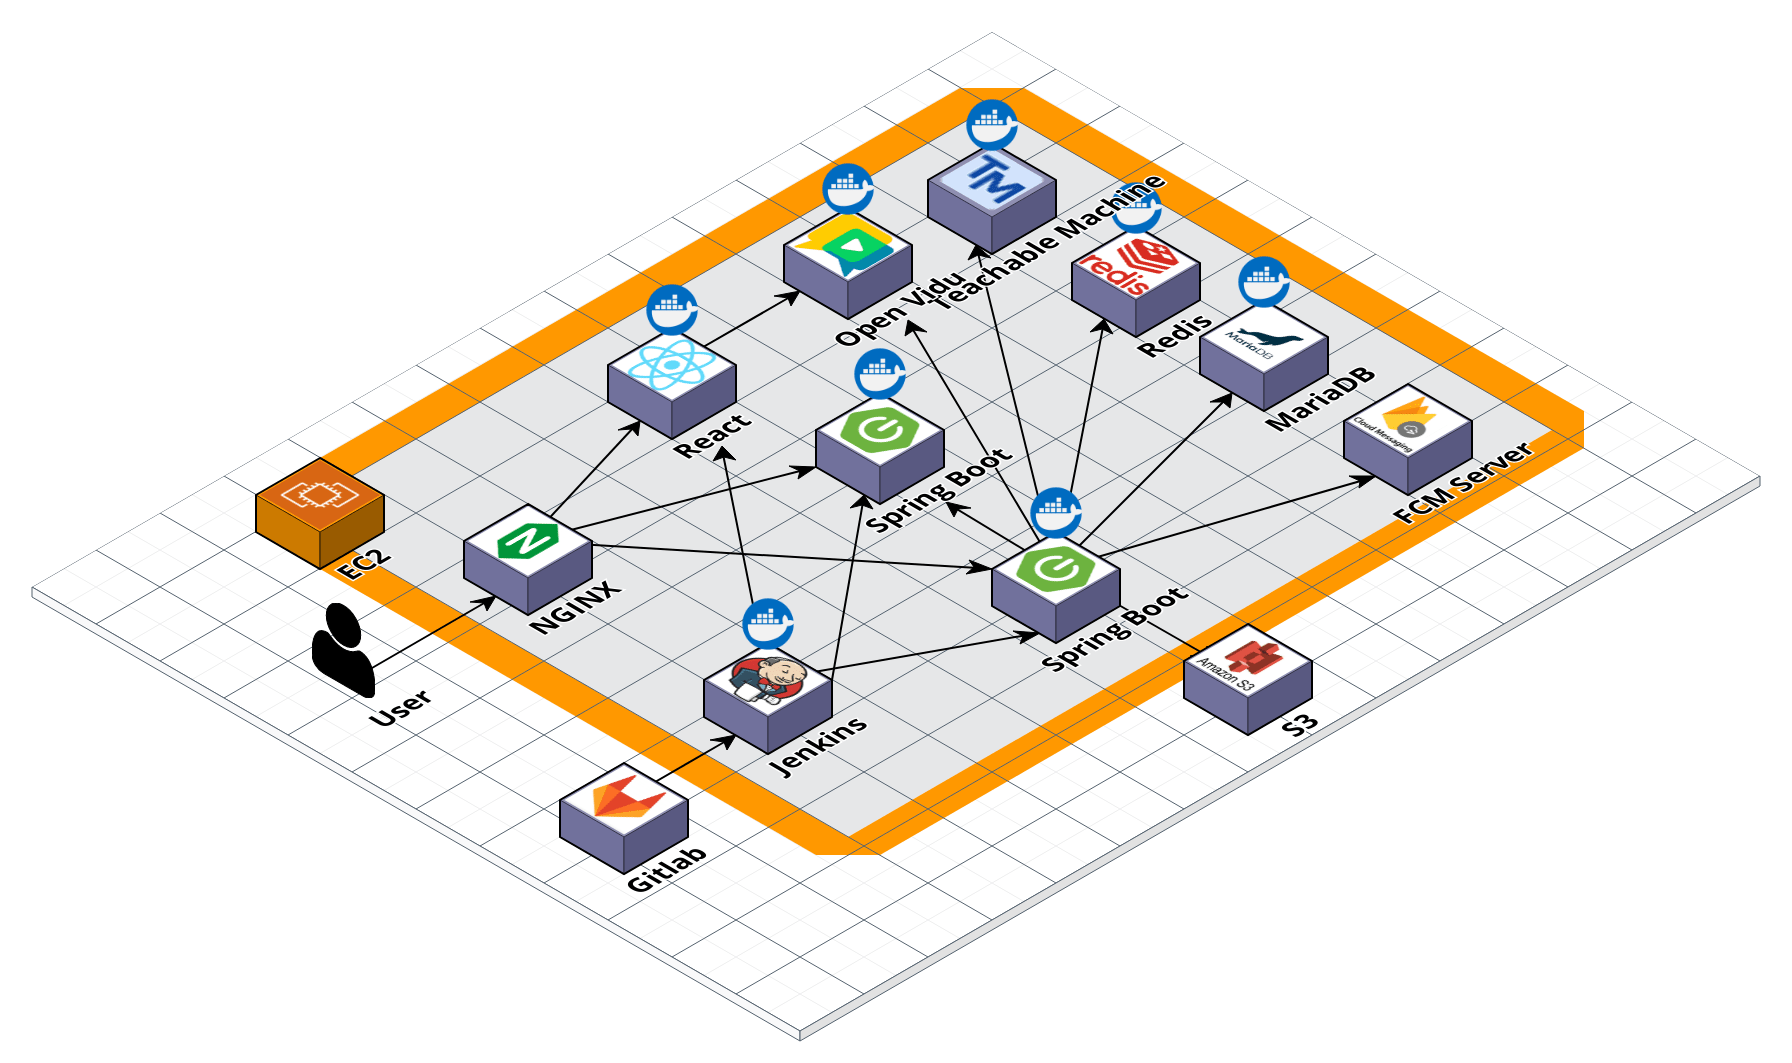 TM
Teachable Machine
Open Vidu
redis
Redis
MariaDB
MariaDB
React
Cloud Messaging
FCM Server
Spring Boot
EC2
N
NGINX
Spring Boot
User
Amazon S3
S3
Jenkins
Gitlab